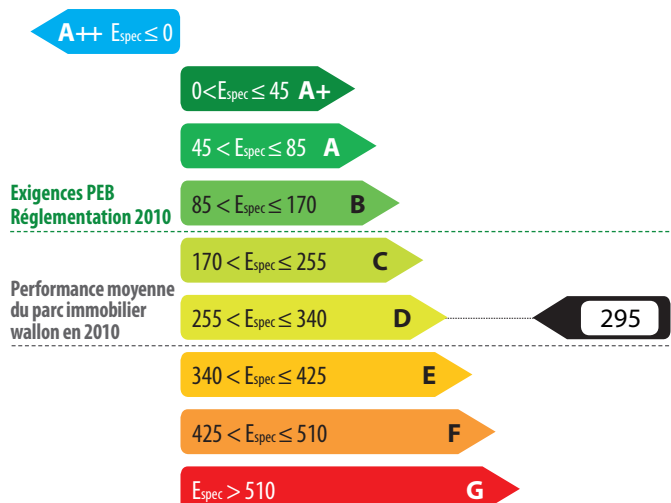 A++ Espec ≤ 0
0<Espec ≤ 45 A+
45 < Espec ≤ 85 A
Exigences PEB
Réglementation 2010
85 < Espec ≤ 170 B
170 < Espec ≤ 255 C
Performance moyenne
du parc immobilier
wallon en 2010
255 < Espec ≤ 340 D
295
340 < Espec ≤ 425 E
425 < Espec ≤ 510 F
Espec > 510 G